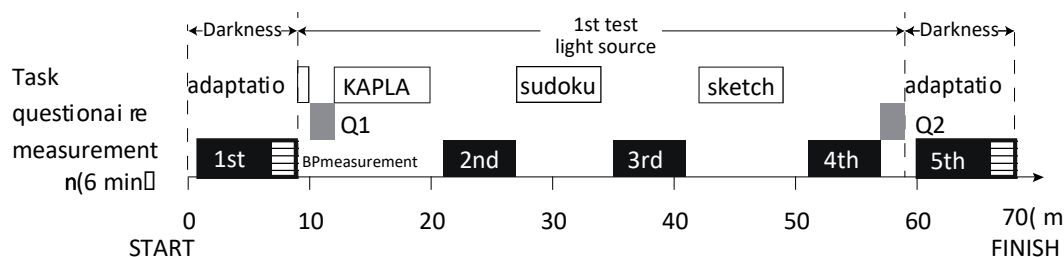 Darkness 1st test light source Darkness
Task adaptatio KAPLA sudoku sketch adaptatio
questionai re Q1 Q2
measurement 1st BPmeasurement 2nd 3rd 4th 5th
n(6 min
0 10 20 30 40 50 60 70( m
START FINISH